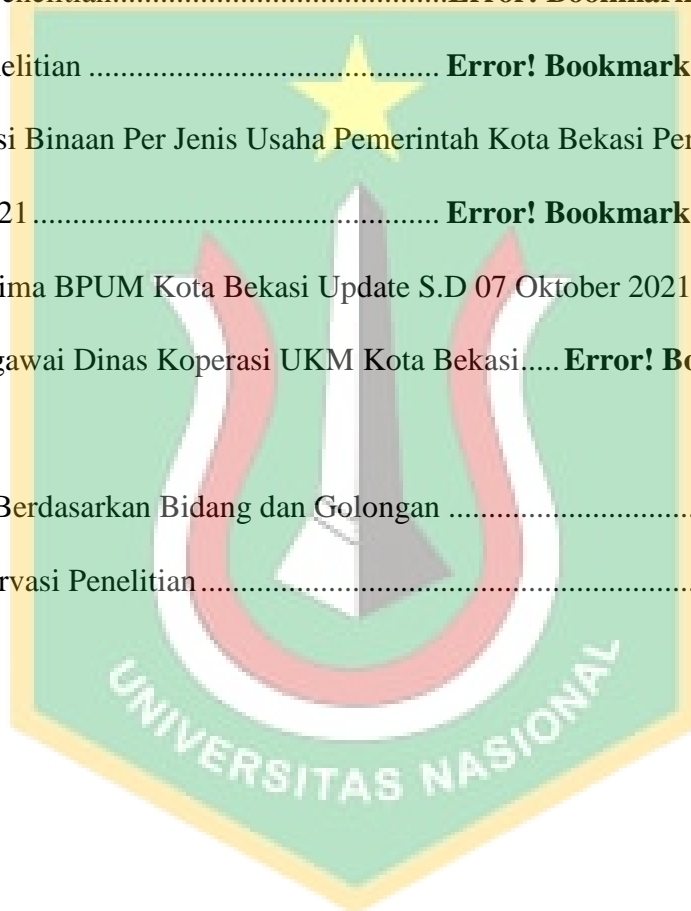 enelitian..............................................Error! Bookmark
elitian ............................................. Error! Bookmark
si Binaan Per Jenis Usaha Pemerintah Kota Bekasi Per
21.................................................... Error! Bookmark
ima BPUM Kota Bekasi Update S.D 07 Oktober 2021
gawai Dinas Koperasi UKM Kota Bekasi.....Error! Bo
Berdasarkan Bidang dan Golongan ..............................
rvasi Penelitian...............................................................
UNIVERSITAS NASIONAL